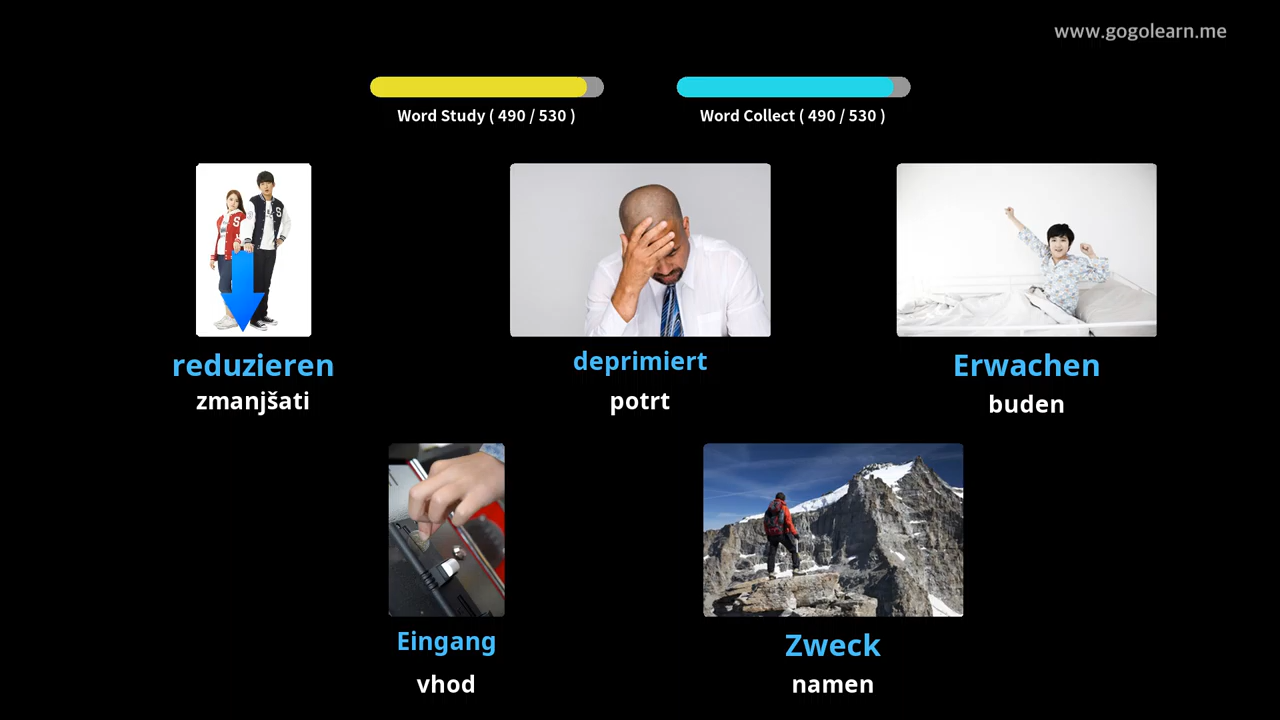 www.gogolearn.me
Word Study ( 490 / 530 )
Word Collect ( 490 / 530 )
S
S
reduzieren
zmanjšati
deprimiert
potrt
Erwachen
buden
Eingang
vhod
Zweck
namen